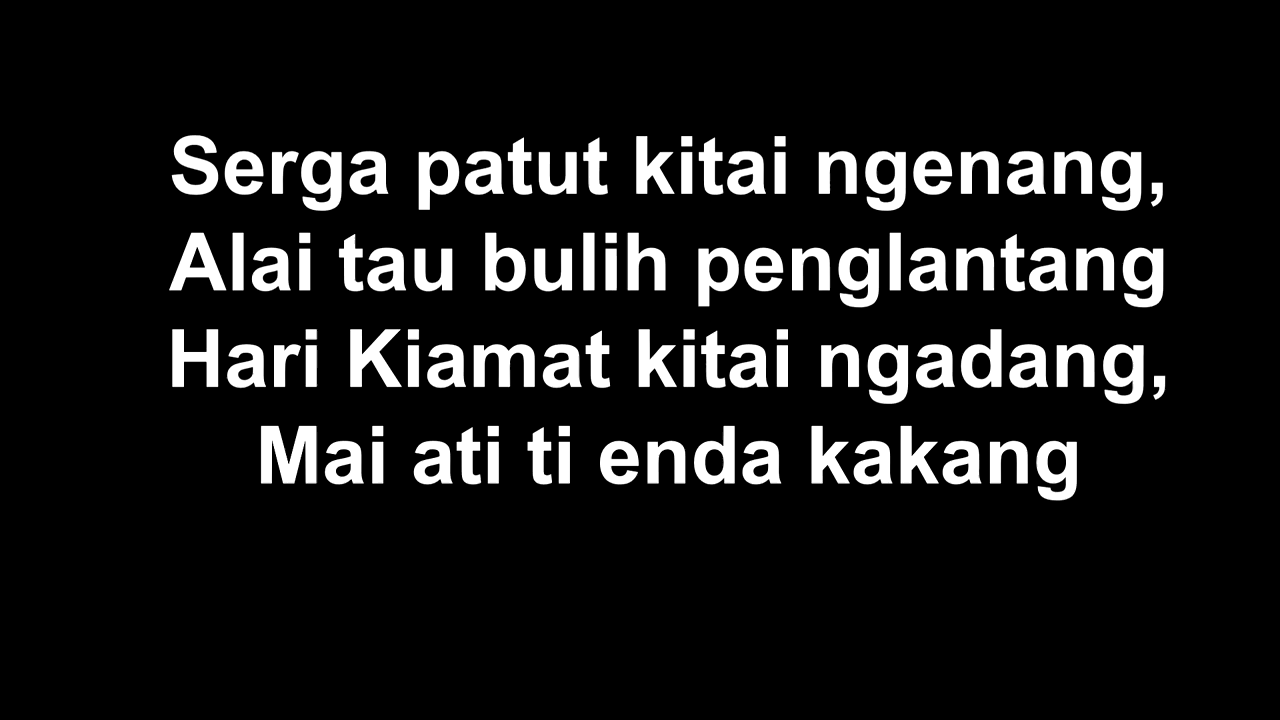 Serga patut kitai ngenang,
Alai tau bulih penglantang
Hari Kiamat kitai ngadang,
Mai ati ti enda kakang